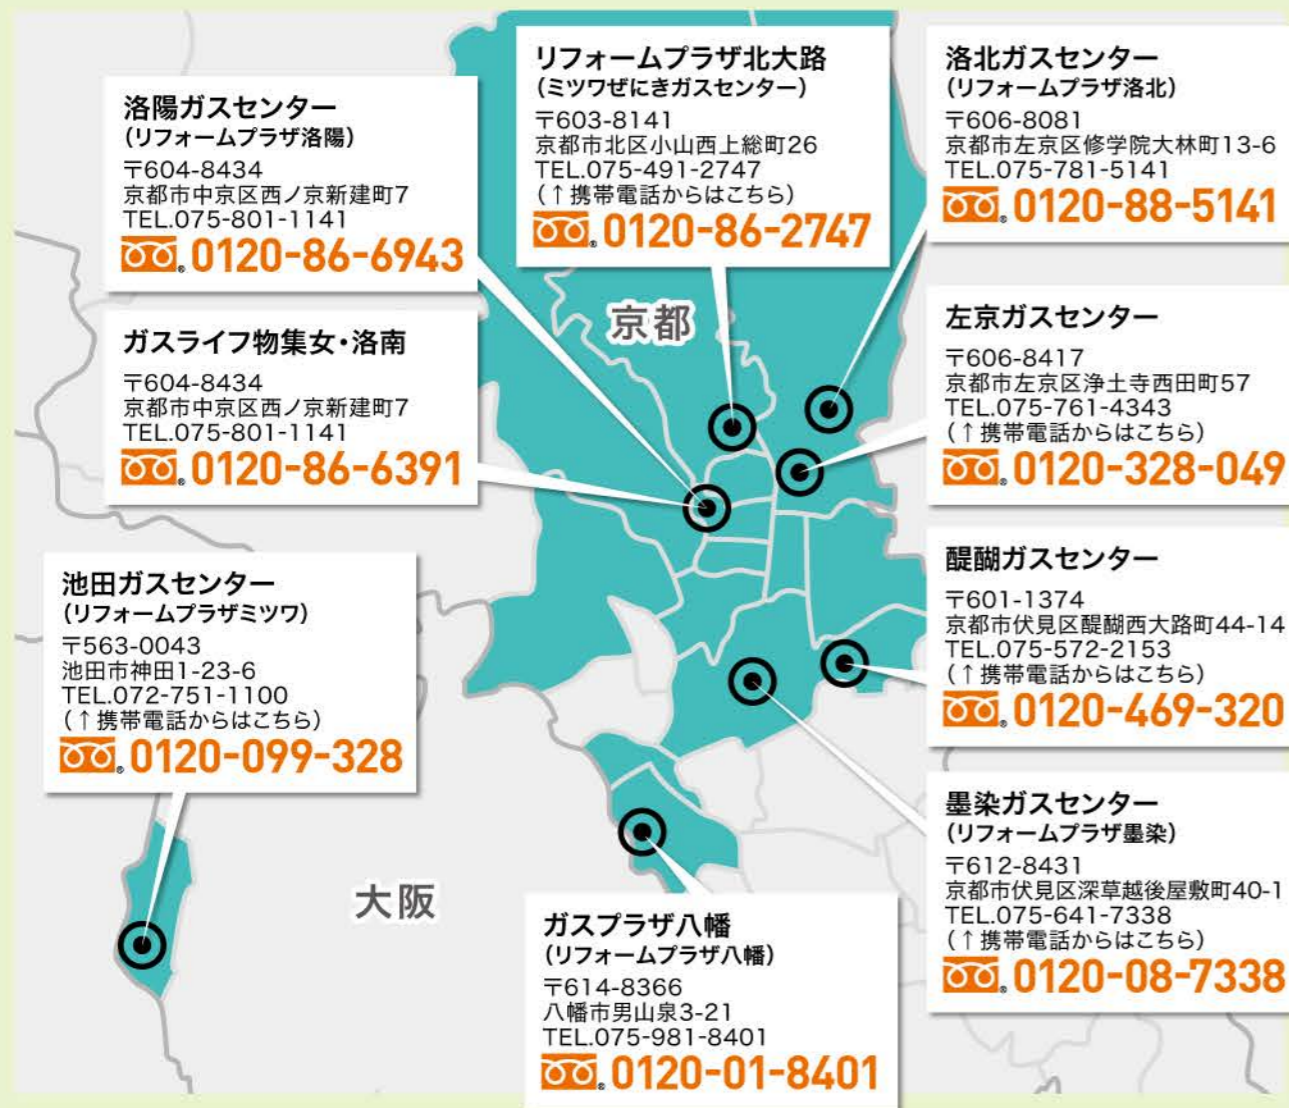 洛陽ガスセンター
(リフォームプラザ洛陽)
〒604-8434
京都市中京区西ノ京新建町7
TEL.075-801-1141
0120-86-6943
リフォームプラザ北大路
(ミツワぜにきガスセンター)
〒603-8141
京都市北区小山西上総町26
TEL.075-491-2747
(↑携帯電話からはこちら)
0120-86-2747
洛北ガスセンター
(リフォームプラザ洛北)
〒606-8081
京都市左京区修学院大林町13-6
TEL.075-781-5141
0120-88-5141
ガスライフ物集女・洛南
〒604-8434
京都市中京区西ノ京新建町7
TEL.075-801-1141
0120-86-6391
京都
左京ガスセンター
〒606-8417
京都市左京区浄土寺西田町57
TEL.075-761-4343
(↑携帯電話からはこちら)
0120-328-049
池田ガスセンター
(リフォームプラザミツワ)
〒563-0043
池田市神田1-23-6
TEL.072-751-1100
(↑携帯電話からはこちら)
0120-099-328
醍醐ガスセンター
〒601-1374
京都市伏見区醍醐西大路町44-14
TEL.075-572-2153
(↑携帯電話からはこちら)
0120-469-320
大阪
ガスプラザ八幡
(リフォームプラザ八幡)
〒614-8366
八幡市男山泉3-21
TEL.075-981-8401
0120-01-8401
墨染ガスセンター
(リフォームプラザ墨染)
〒612-8431
京都市伏見区深草越後屋敷町40-1
TEL.075-641-7338
(↑携帯電話からはこちら)
0120-08-7338